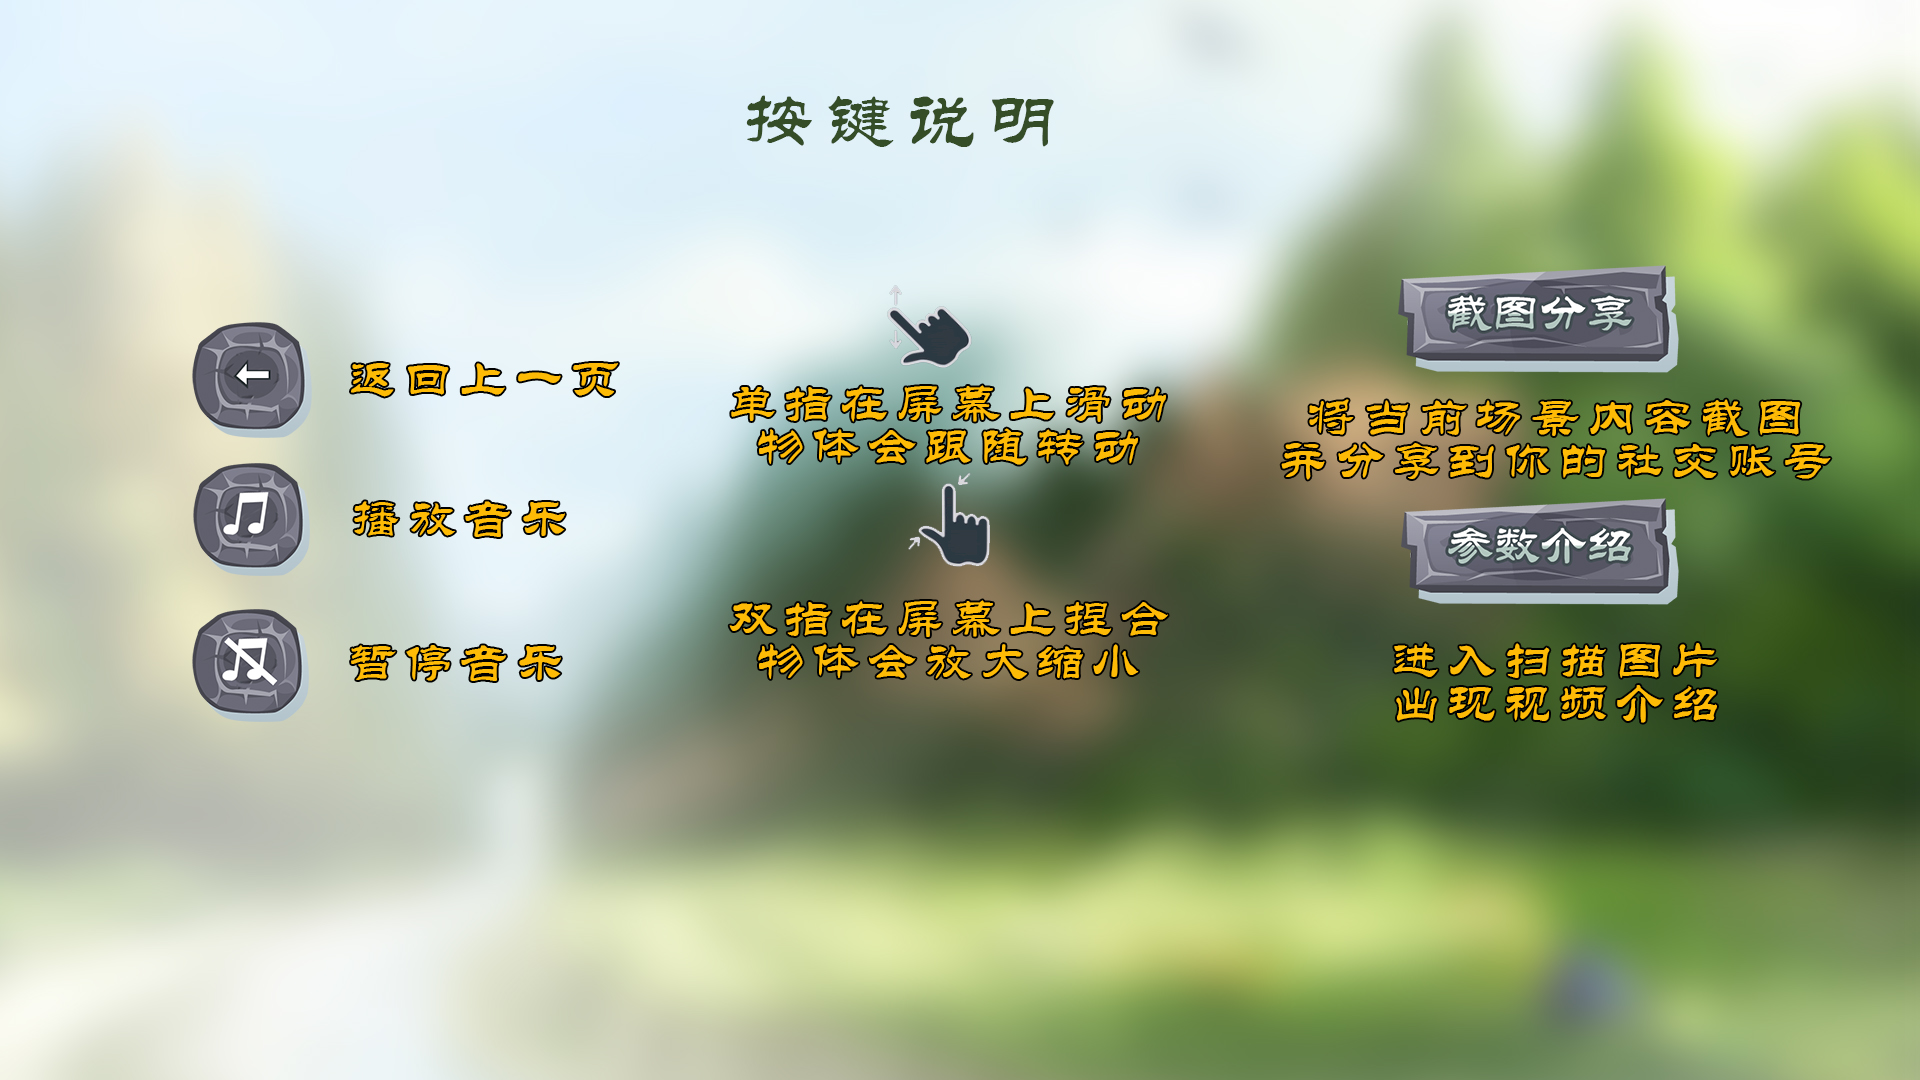 按键说明
返回上一页
播放音乐
暂停音乐
单指在屏幕上滑动
物体会跟随转动
双指在屏幕上捏合
物体会放大缩小
截图分享
将当前场景内容截图
并分享到你的社交账号
参数介绍
进入扫描图片
出现视频介绍